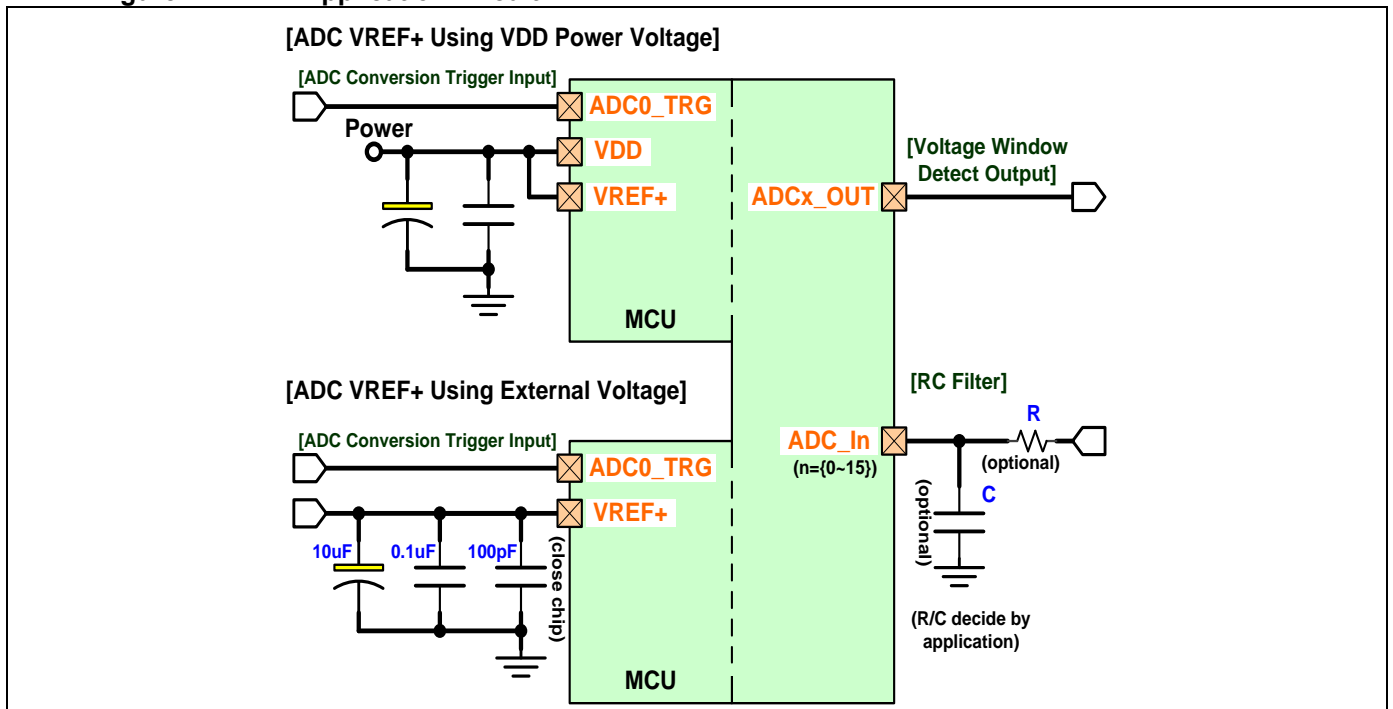 [ADC VREF+ Using VDD Power Voltage]
[ADC Conversion Trigger Input]
ADC0_TRG
Power
VDD
VREF+
MCU
ADCx_OUT
[Voltage Window
Detect Output]
[ADC VREF+ Using External Voltage]
[ADC Conversion Trigger Input]
ADC0_TRG
VREF+
10uF
0.1uF
100pF
(close chip)
MCU
[RC Filter]
R
ADC_In
(n={0~15})
(optional)
(optional)
C
(R/C decide by
application)